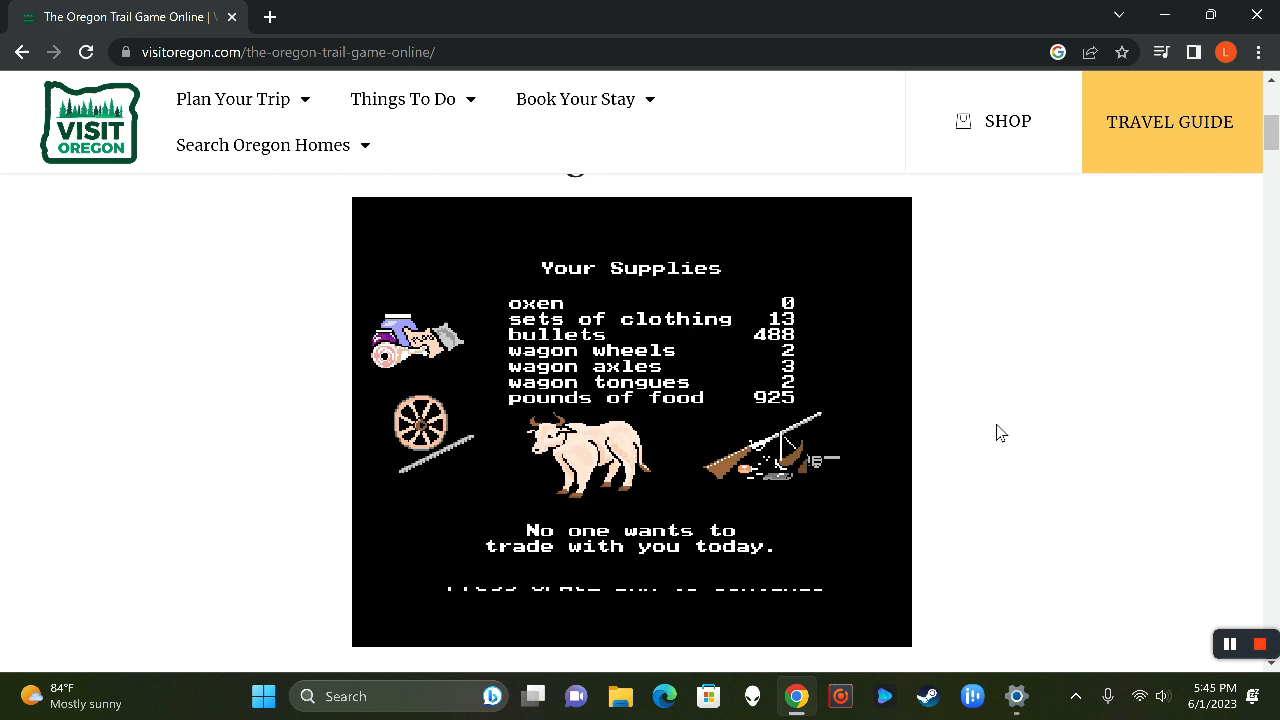 The Oregon Trail Game Online |
visitoregon.com/the-oregon-trail-game-online/
L
VISIT
OREGON
Plan Your Trip
Things To Do
Book Your Stay
Search Oregon Homes
SHOP
TRAVEL GUIDE
Your Supplies
oxen 0
sets of clothing 13
bullets 488
wagon wheels 2
wagon axles 3
wagon tongues 2
pounds of food 925
No one wants to
trade with you today.
84°F
Mostly sunny
Search
5:45 PM
6/1/2023